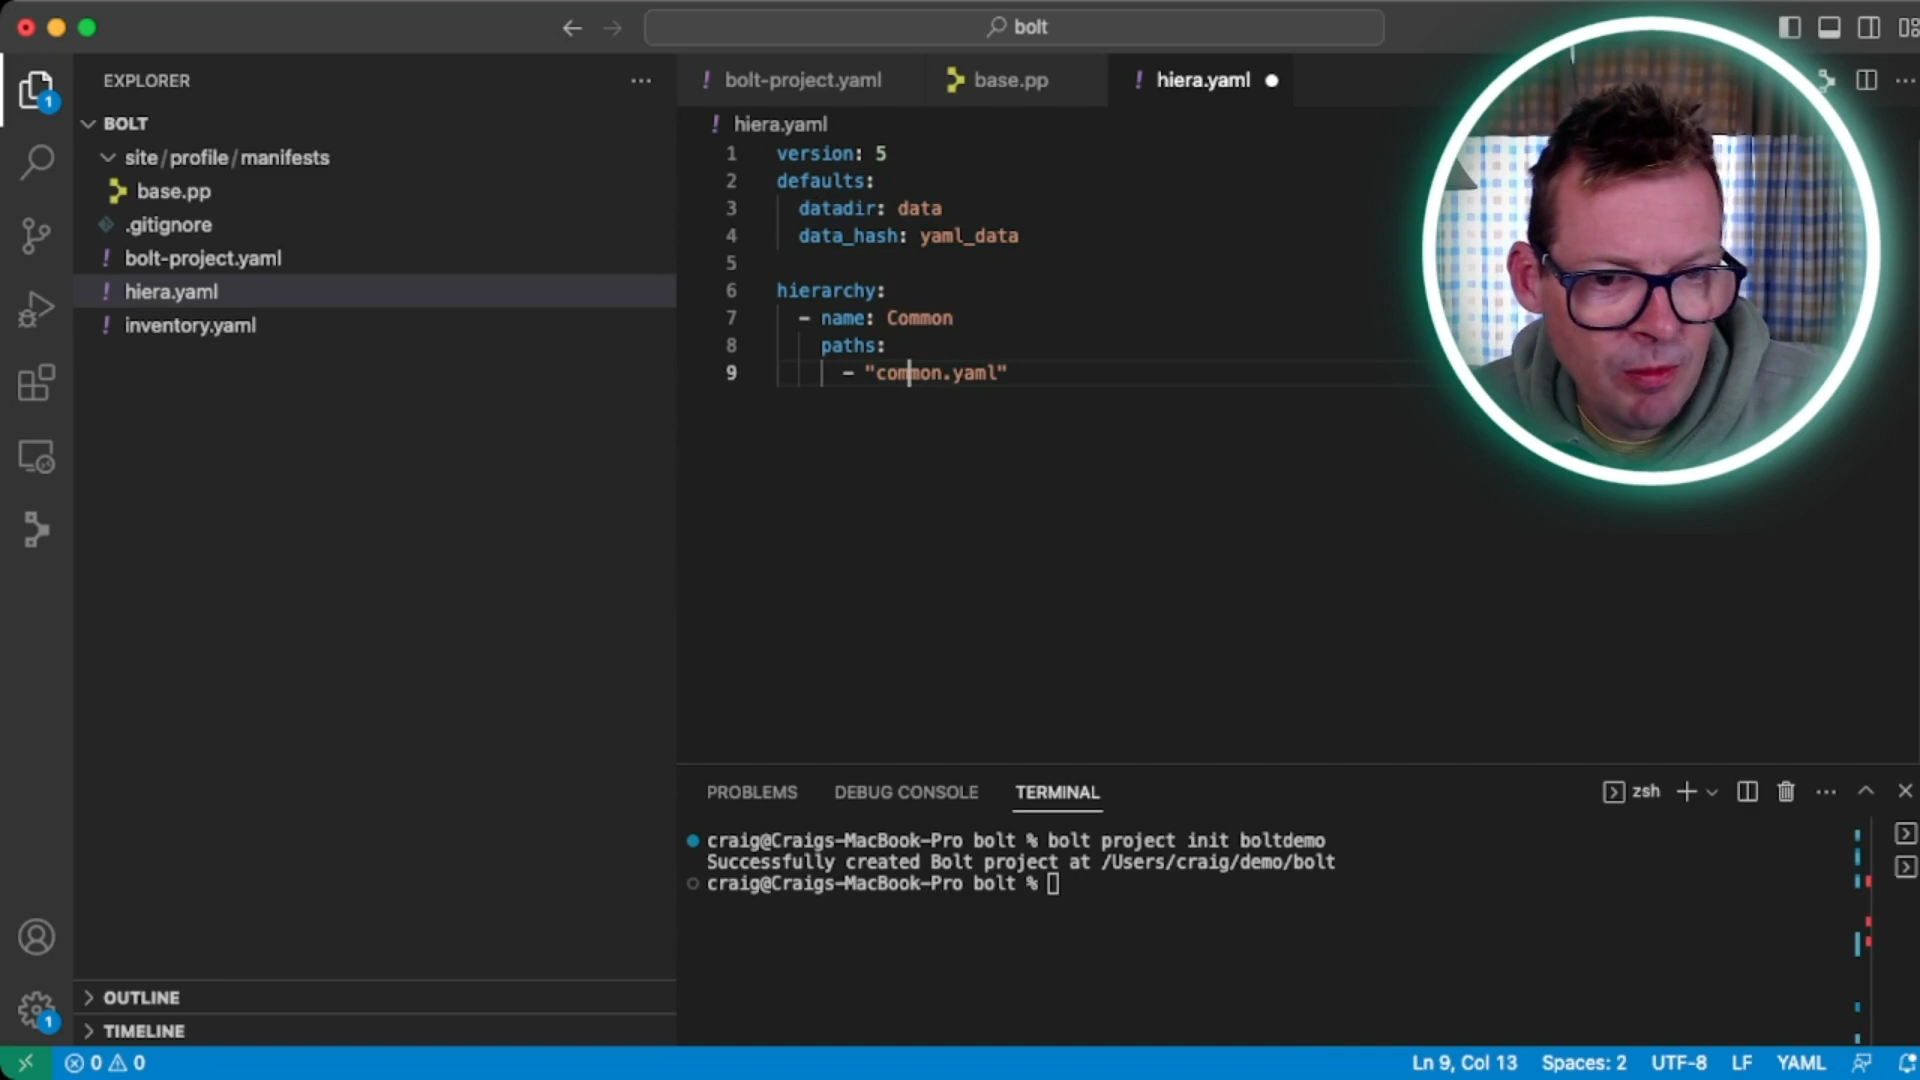 bolt
EXPLORER
1
BOLT
site/profile/manifests
base.pp
.gitignore
bolt-project.yaml
hiera.yaml
inventory.yaml
OUTLINE
1
TIMELINE
! bolt-project.yaml
base.pp
! hiera.yaml
! hiera.yaml
1 version: 5
2 defaults:
3 datadir: data
4 data_hash: yaml_data
5
6 hierarchy:
7 - name: Common
8 paths:
9 - "common.yaml"
PROBLEMS DEBUG CONSOLE TERMINAL
zsh
craig@Craigs-MacBook-Pro bolt % bolt project init boltdemo
Successfully created Bolt project at /Users/craig/demo/bolt
craig@Craigs-MacBook-Pro bolt %
0 0
Ln 9, Col 13 Spaces: 2 UTF-8 LF YAML